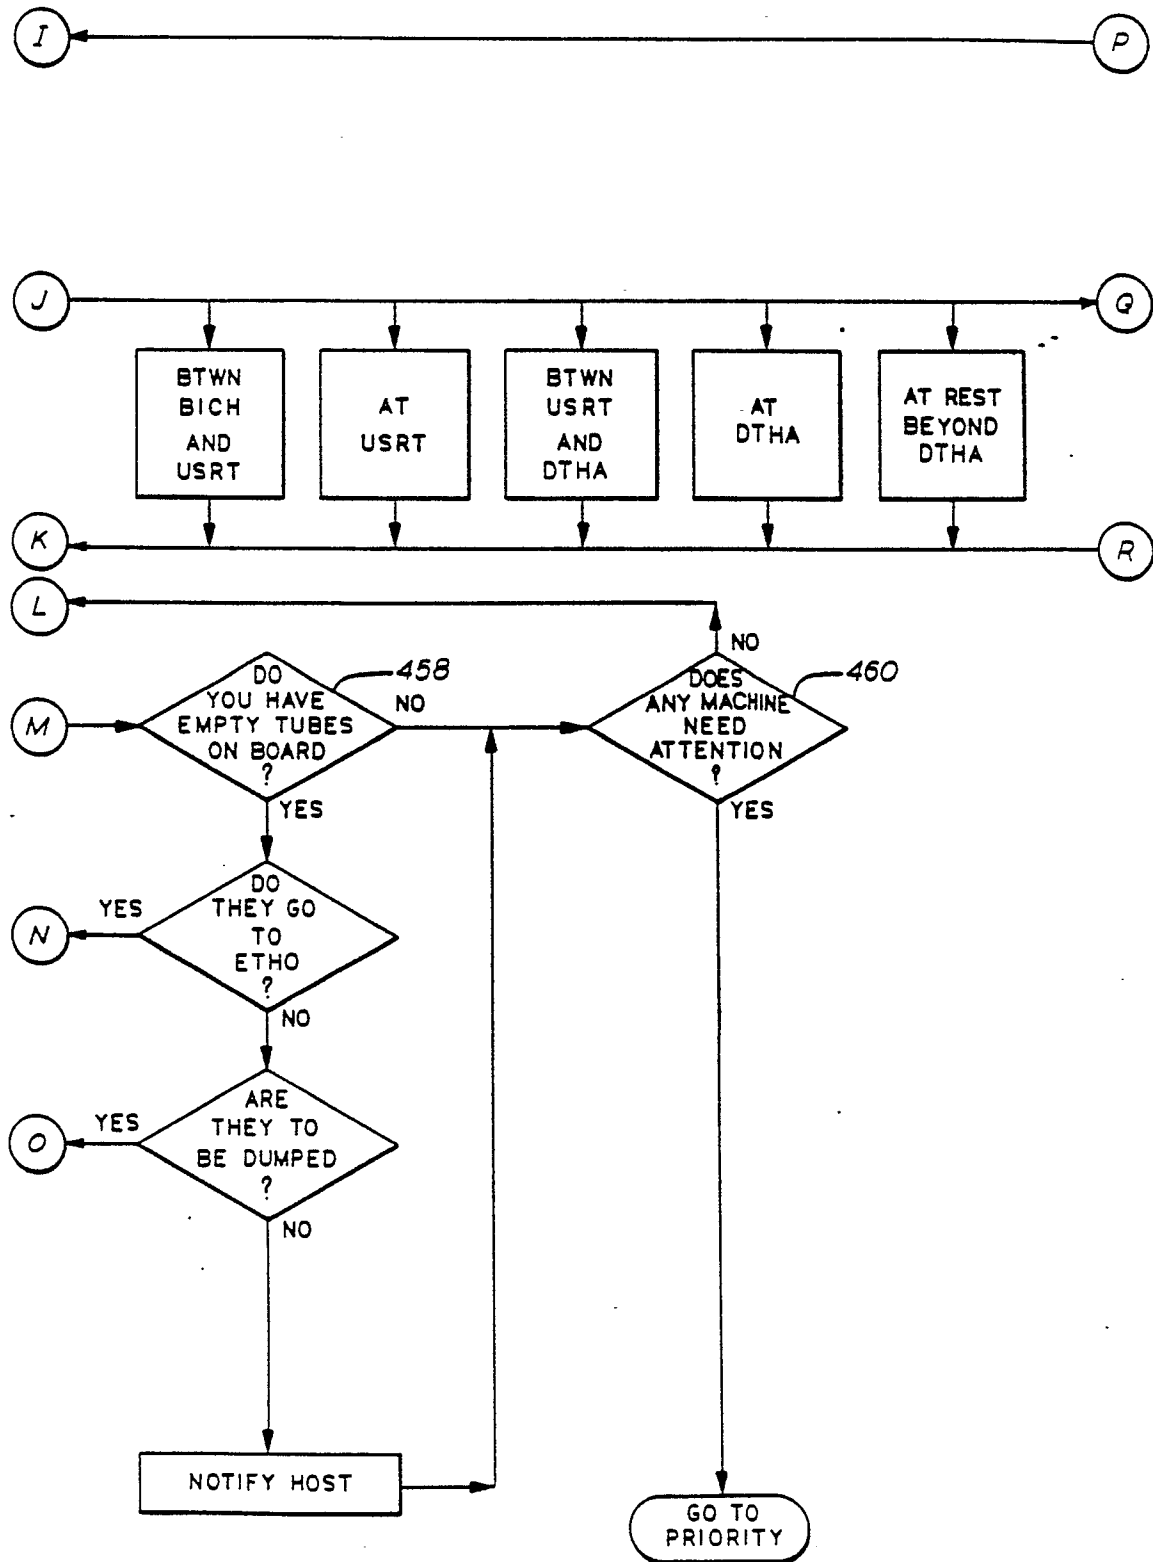 I
P
J
Q
BTWN
BICH
AND
USRT
AT
USRT
BTWN
USRT
AND
DTHA
AT
DTHA
AT REST
BEYOND
DTHA
K
R
L
M
DO
YOU HAVE
EMPTY TUBES
ON BOARD
?
458
NO
YES
DOES
ANY MACHINE
NEED
ATTENTION
?
460
NO
YES
N
YES
DO
THEY GO
TO
ETHO
?
NO
O
YES
ARE
THEY TO
BE DUMPED
?
NO
NOTIFY HOST
GO TO
PRIORITY